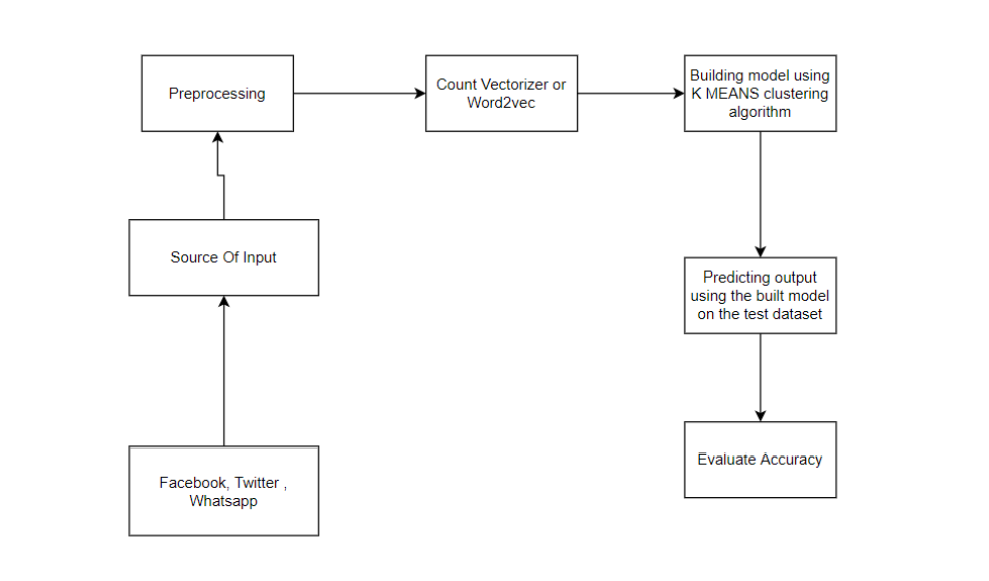 Preprocessing
Count Vectorizer or
Word2vec
Building model using
K MEANS clustering
algorithm
Source Of Input
Predicting output
using the built model
on the test dataset
Facebook, Twitter ,
Whatsapp
Evaluate Accuracy